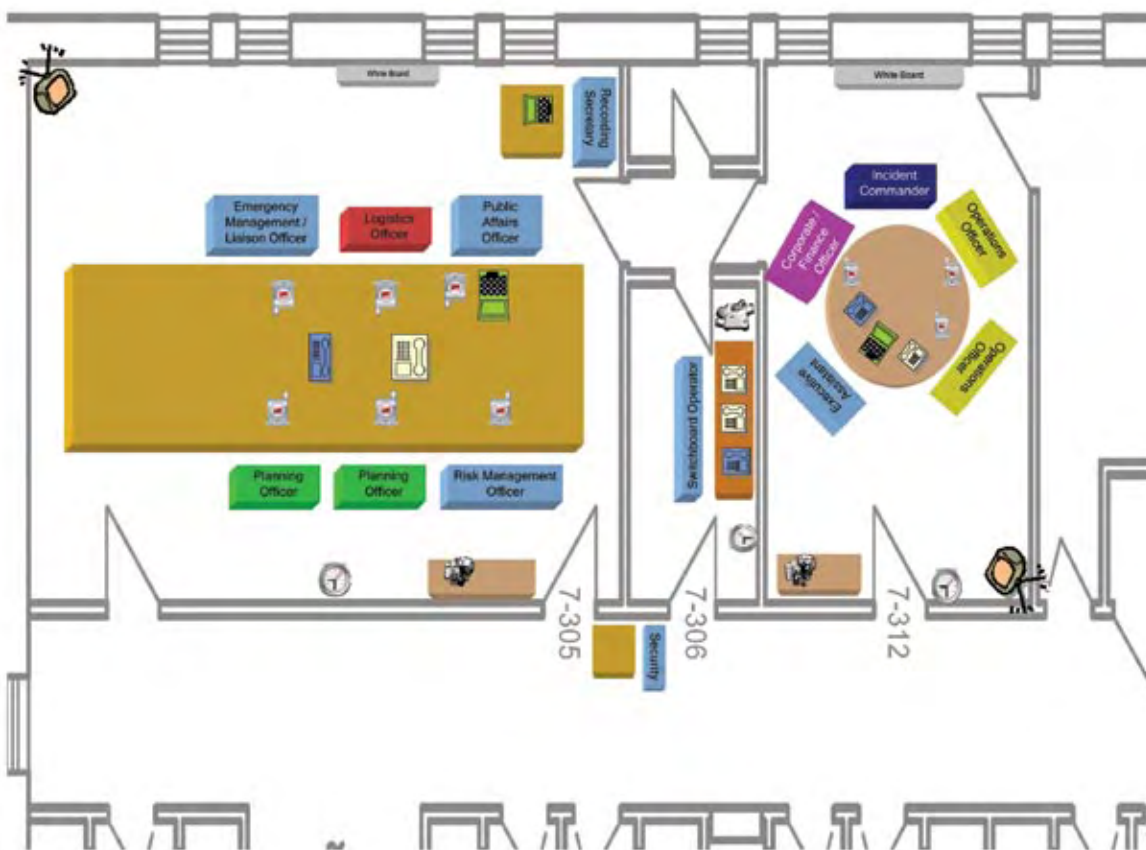 White Board
White Board
Recording
Secretary
Incident
Commander
Emergency
Management /
Liaison Officer
Logistics
Officer
Public
Affairs
Officer
Corporate /
Finance
Officer
Operations
Officer
Operations
Officer
Executive
Assistant
Switchboard Operator
Planning
Officer
Planning
Officer
Risk Management
Officer
7-305
7-306
7-312
Security